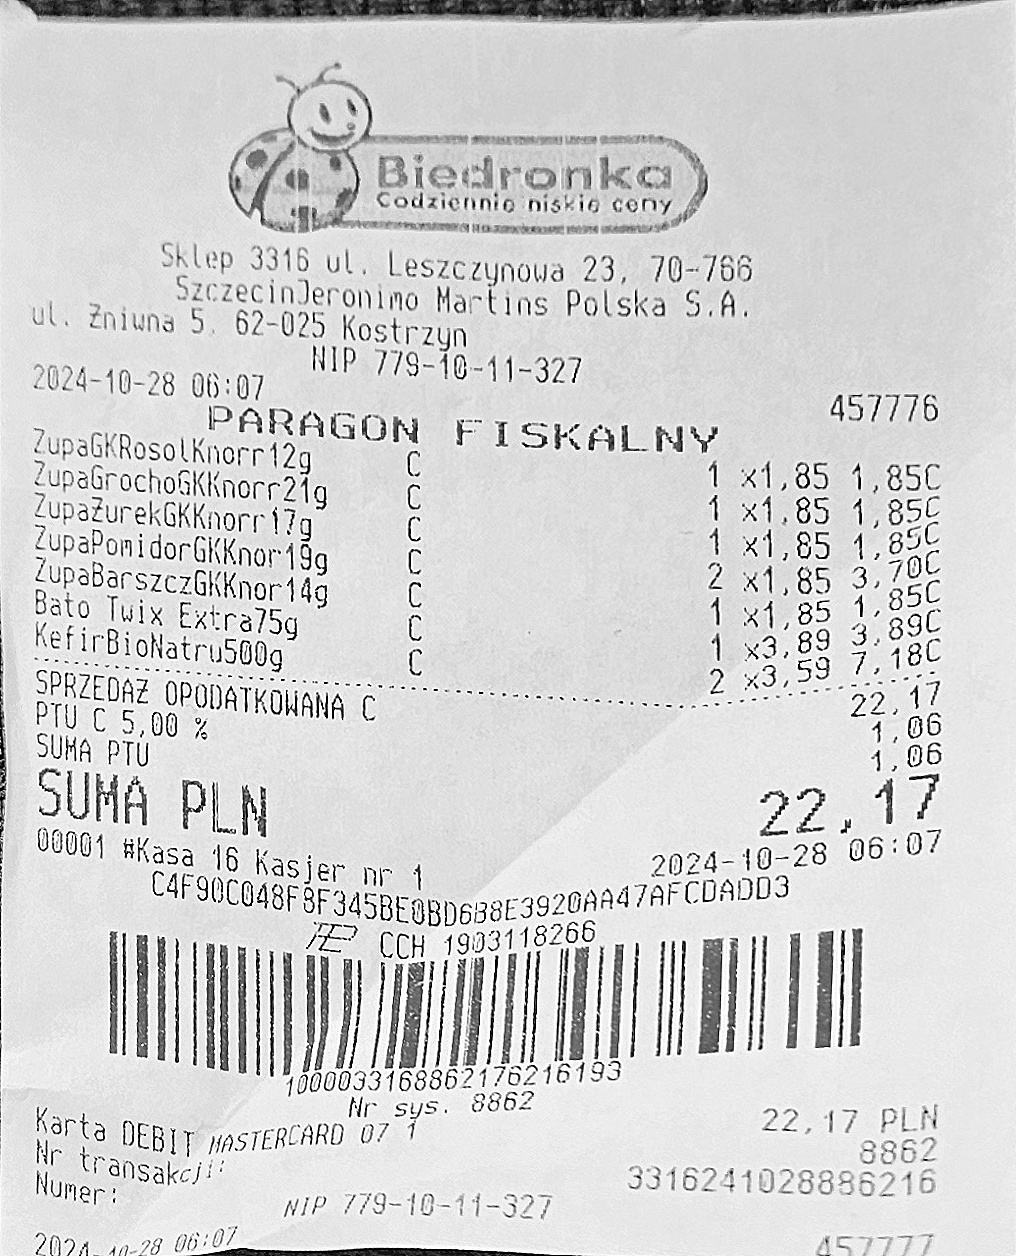 Biedronka
Codziennie niskie ceny
Sklep 3316 ul. Leszczynowa 23, 70-766
SzczecinJeronimo Martins Polska S.A.
ul. Żniwna 5, 62-025 Kostrzyn
NIP 779-10-11-327
2024-10-28 06:07 457776
PARAGON FISKALNY
ZupaGKRosolKnorr12g C 1 x1,85 1,85C
ZupaGrochoGKKnorr21g C 1 x1,85 1,85C
ZupaŻurekGKKnorr17g C 1 x1,85 1,85C
ZupaPomidorGKKnor19g C 2 x1,85 3,70C
ZupaBarszczGKKnor14g C 1 x1,85 1,85C
Bato Twix Extra75g C 1 x3,89 3,89C
KefirBioNatru500g C 2 x3,59 7,18C
SPRZEDAŻ OPODATKOWANA C 22,17
PTU C 5,00 % 1,06
SUMA PTU 1,06
SUMA PLN 22,17
00001 #Kasa 16 Kasjer nr 1 2024-10-28 06:07
C4F90C048F8F345BE0BD6B8E3920AA47AFCDADD3
CCH 1903118266
1000033168862176216193
Nr sys. 8862
Karta DEBIT MASTERCARD 07 1 22,17 PLN
Nr transakcji: 8862
Numer: 3316241028886216
NIP 779-10-11-327
2024-10-28 06:07 457777